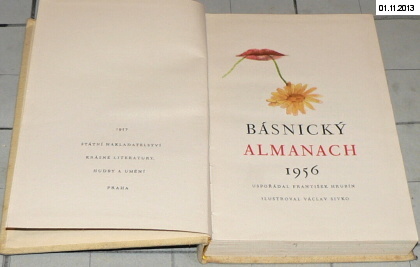 01.11.2013
1957
STÁTNÍ NAKLADATELSTVÍ
KRÁSNÉ LITERATURY,
HUDBY A UMĚNÍ
PRAHA
BÁSNICKÝ
ALMANACH
1956
USPOŘÁDAL FRANTIŠEK HRUBÍN
ILUSTROVAL VÁCLAV SIVKO